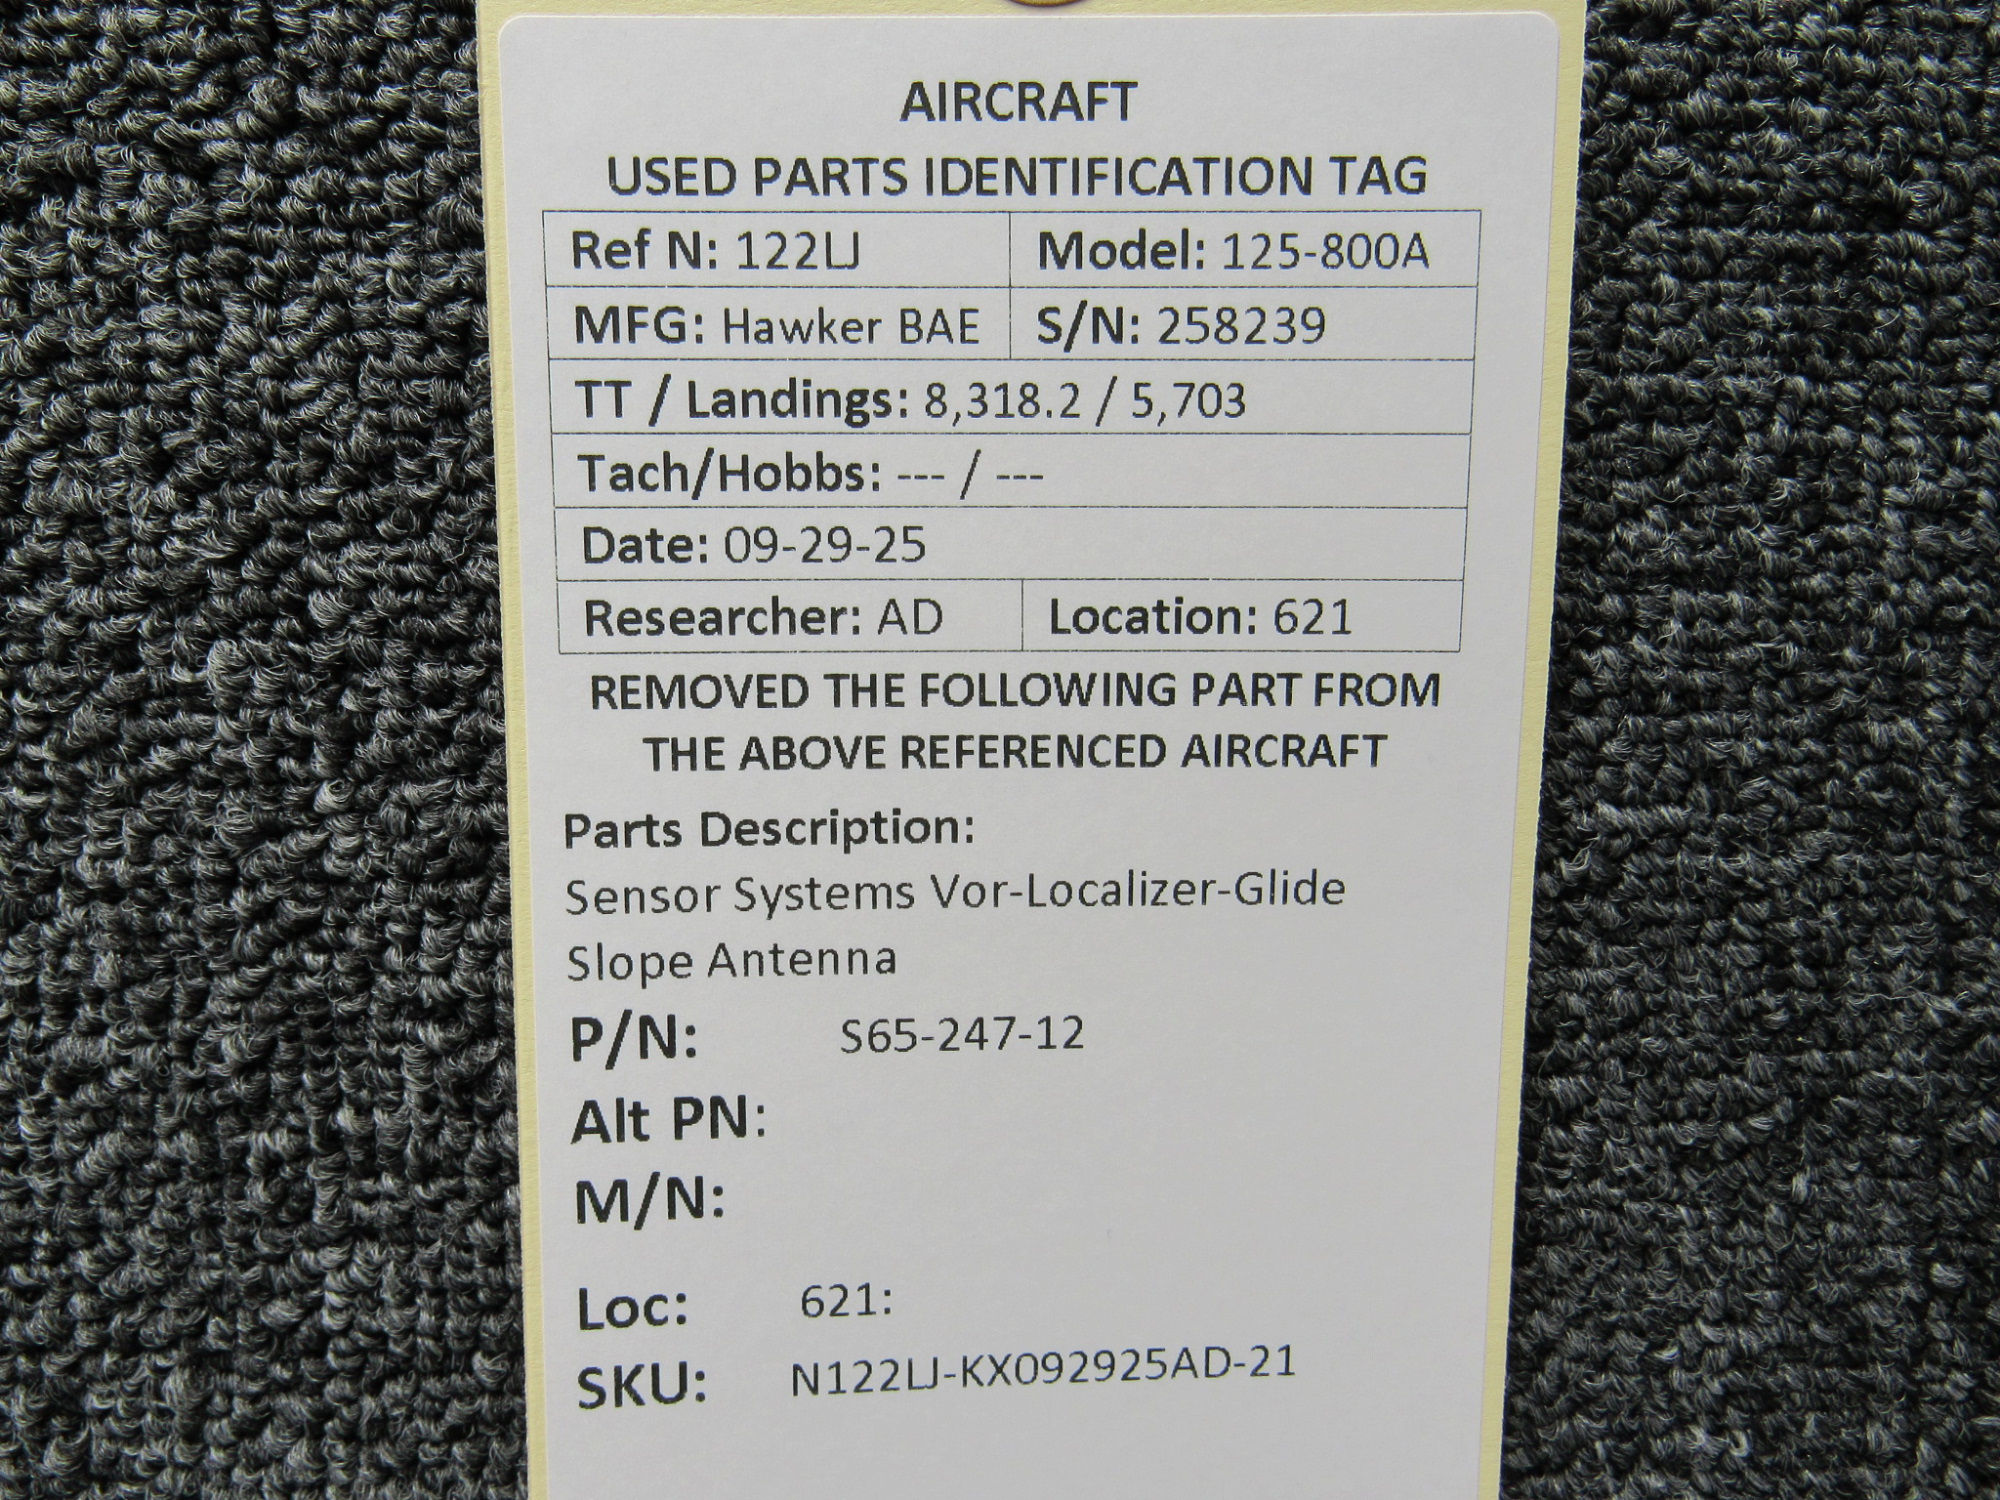 AIRCRAFT
USED PARTS IDENTIFICATION TAG
Ref N: 122LJ Model: 125-800A
MFG: Hawker BAE S/N: 258239
TT / Landings: 8,318.2 / 5,703
Tach/Hobbs: --- / ---
Date: 09-29-25
Researcher: AD Location: 621
REMOVED THE FOLLOWING PART FROM
THE ABOVE REFERENCED AIRCRAFT
Parts Description:
Sensor Systems Vor-Localizer-Glide
Slope Antenna
P/N: S65-247-12
Alt PN:
M/N:
Loc: 621:
SKU: N122LJ-KX092925AD-21